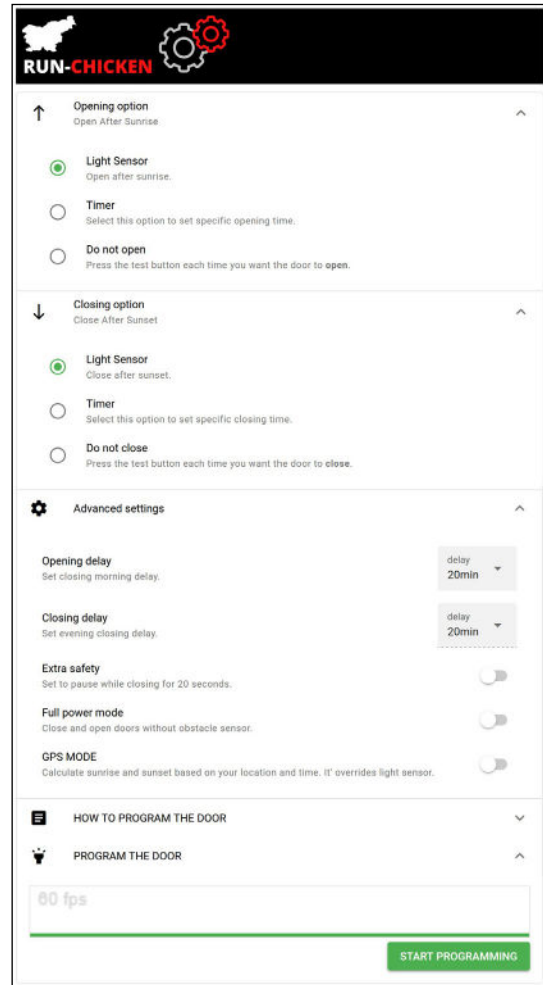 RUN-CHICKEN
Opening option
Open After Sunrise
Light Sensor
Open after sunrise.
Timer
Select this option to set specific opening time.
Do not open
Press the test button each time you want the door to open.
Closing option
Close After Sunset
Light Sensor
Close after sunset.
Timer
Select this option to set specific closing time.
Do not close
Press the test button each time you want the door to close.
Advanced settings
Opening delay
Set closing morning delay.
delay
20min
Closing delay
Set evening closing delay.
delay
20min
Extra safety
Set to pause while closing for 20 seconds.
Full power mode
Close and open doors without obstacle sensor.
GPS MODE
Calculate sunrise and sunset based on your location and time. It' overrides light sensor.
HOW TO PROGRAM THE DOOR
PROGRAM THE DOOR
60 fps
START PROGRAMMING